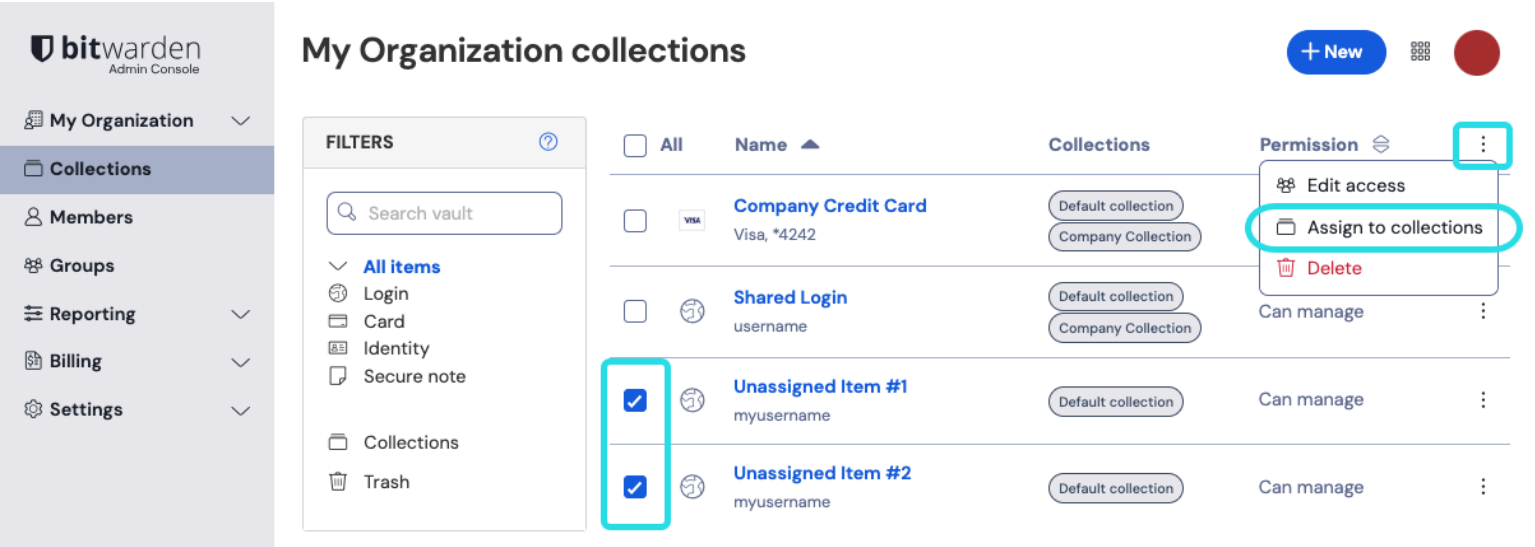 bitwarden
Admin Console
My Organization
Collections
Members
Groups
Reporting
Billing
Settings
My Organization collections
+ New
FILTERS
Search vault
All items
Login
Card
Identity
Secure note
Collections
Trash
All Name Collections Permission
Edit access
Assign to collections
Delete
VISA Company Credit Card Default collection
Visa, *4242 Company Collection
Shared Login Default collection Can manage
username Company Collection
Unassigned Item #1 Default collection Can manage
myusername
Unassigned Item #2 Default collection Can manage
myusername